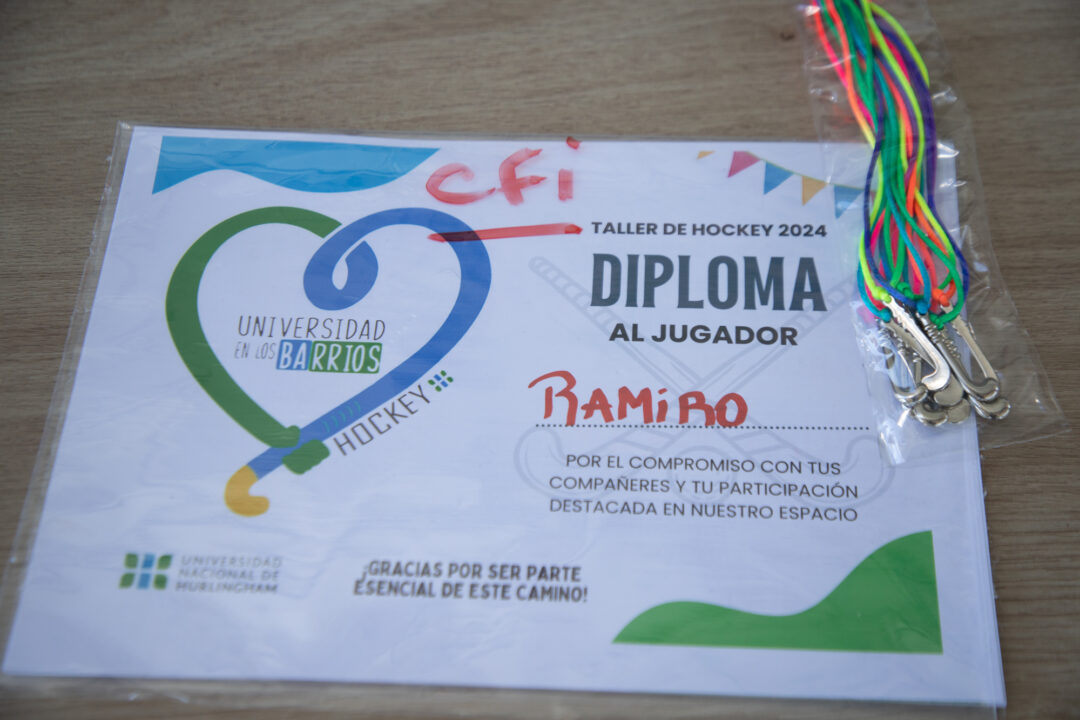 CFi
TALLER DE HOCKEY 2024
DIPLOMA
AL JUGADOR
UNIVERSIDAD
EN LOS BARRIOS
HOCKEY
RAMiRO
POR EL COMPROMISO CON TUS
COMPAÑERES Y TU PARTICIPACIÓN
DESTACADA EN NUESTRO ESPACIO
UNIVERSIDAD
NACIONAL DE
HURLINGHAM
¡GRACIAS POR SER PARTE
ESENCIAL DE ESTE CAMINO!